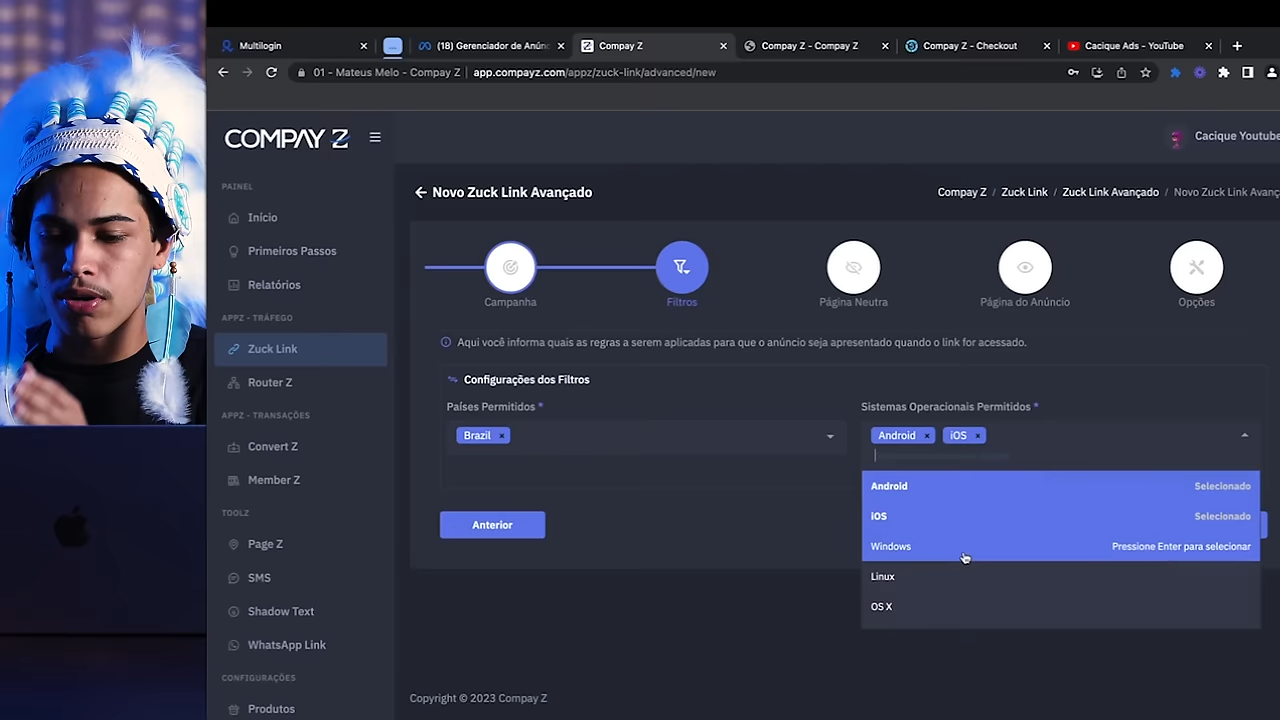 Multilogin
(18) Gerenciador de Anún
Compay Z
Compay Z - Compay Z
Compay Z - Checkout
Cacique Ads - YouTube
01 - Mateus Melo - Compay Z
app.compayz.com/appz/zuck-link/advanced/new
COMPAY Z
Cacique Youtube
PAINEL
Início
Primeiros Passos
Relatórios
APPZ - TRÁFEGO
Zuck Link
Router Z
APPZ - TRANSAÇÕES
Convert Z
Member Z
TOOLZ
Page Z
SMS
Shadow Text
WhatsApp Link
CONFIGURAÇÕES
Produtos
Novo Zuck Link Avançado
Compay Z / Zuck Link / Zuck Link Avançado / Novo Zuck Link Avanç
Campanha
Filtros
Página Neutra
Página do Anúncio
Opções
Aqui você informa quais as regras a serem aplicadas para que o anúncio seja apresentado quando o link for acessado.
Configurações dos Filtros
Países Permitidos *
Brazil ×
Sistemas Operacionais Permitidos *
Android × iOS ×
Android Selecionado
iOS Selecionado
Windows Pressione Enter para selecionar
Linux
OS X
Anterior
Copyright © 2023 Compay Z